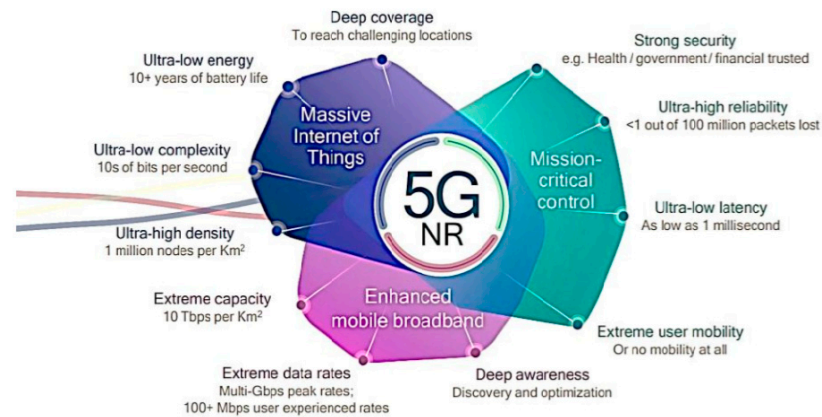 Deep coverage
To reach challenging locations
Ultra-low energy
10+ years of battery life
Strong security
e.g. Health / government / financial trusted
Massive
Internet of
Things
Ultra-high reliability
<1 out of 100 million packets lost
Ultra-low complexity
10s of bits per second
5G
NR
Mission-
critical
control
Ultra-low latency
As low as 1 millisecond
Ultra-high density
1 million nodes per Km²
Extreme capacity
10 Tbps per Km²
Enhanced
mobile broadband
Extreme user mobility
Or no mobility at all
Extreme data rates
Multi-Gbps peak rates;
100+ Mbps user experienced rates
Deep awareness
Discovery and optimization